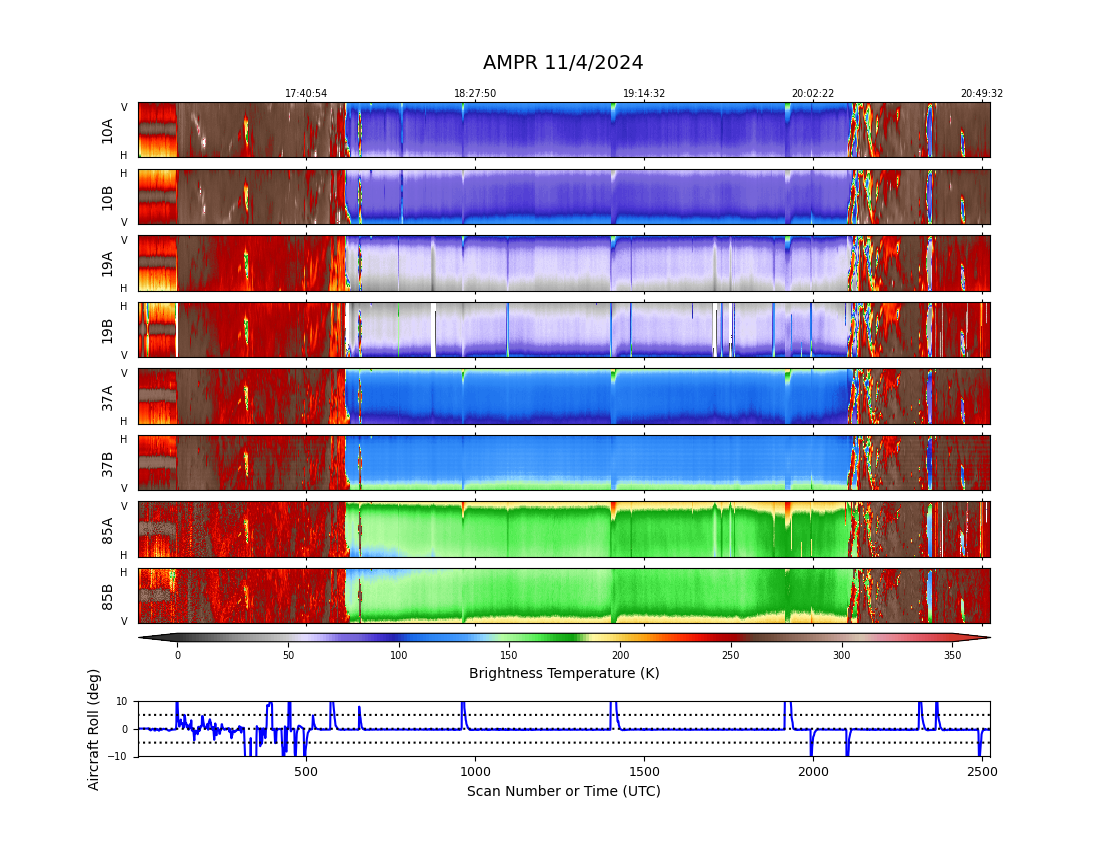 AMPR 11/4/2024
17:40:54 18:27:50 19:14:32 20:02:22 20:49:32
V
10A
H
H
10B
V
V
19A
H
H
19B
V
V
37A
H
H
37B
V
V
85A
H
H
85B
V
0 50 100 150 200 250 300 350
Brightness Temperature (K)
Aircraft Roll (deg)
10
0
−10
500 1000 1500 2000 2500
Scan Number or Time (UTC)